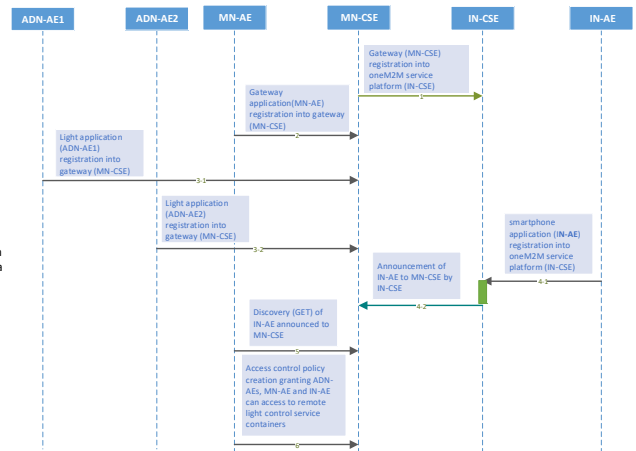 ADN-AE1
ADN-AE2
MN-AE
MN-CSE
IN-CSE
IN-AE
Gateway (MN-CSE)
registration into
oneM2M service
platform (IN-CSE)
1
Gateway
application(MN-AE)
registration into gateway
(MN-CSE)
2
Light application
(ADN-AE1)
registration into
gateway (MN-CSE)
3-1
Light application
(ADN-AE2)
registration into
gateway (MN-CSE)
3-2
smartphone
application (IN-AE)
registration into
oneM2M service
platform (IN-CSE)
4-1
Announcement of
IN-AE to MN-CSE by
IN-CSE
4-2
Discovery (GET) of
IN-AE announced to
MN-CSE
5
Access control policy
creation granting ADN-
AEs, MN-AE and IN-AE
can access to remote
light control service
containers
6